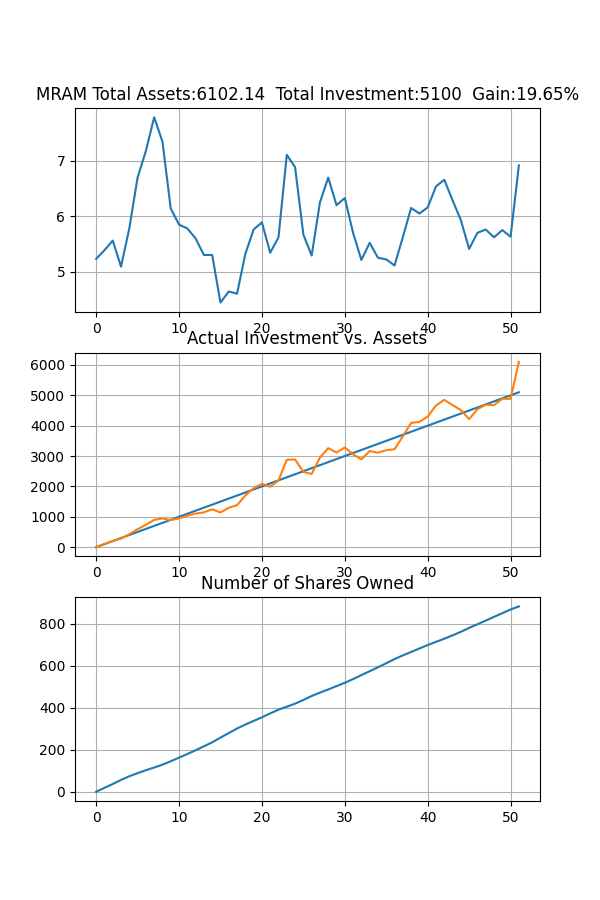 MRAM Total Assets:6102.14  Total Investment:5100  Gain:19.65%
7
6
5
0 10 20 30 40 50
Actual Investment vs. Assets
6000
5000
4000
3000
2000
1000
0
0 10 20 30 40 50
Number of Shares Owned
800
600
400
200
0
0 10 20 30 40 50